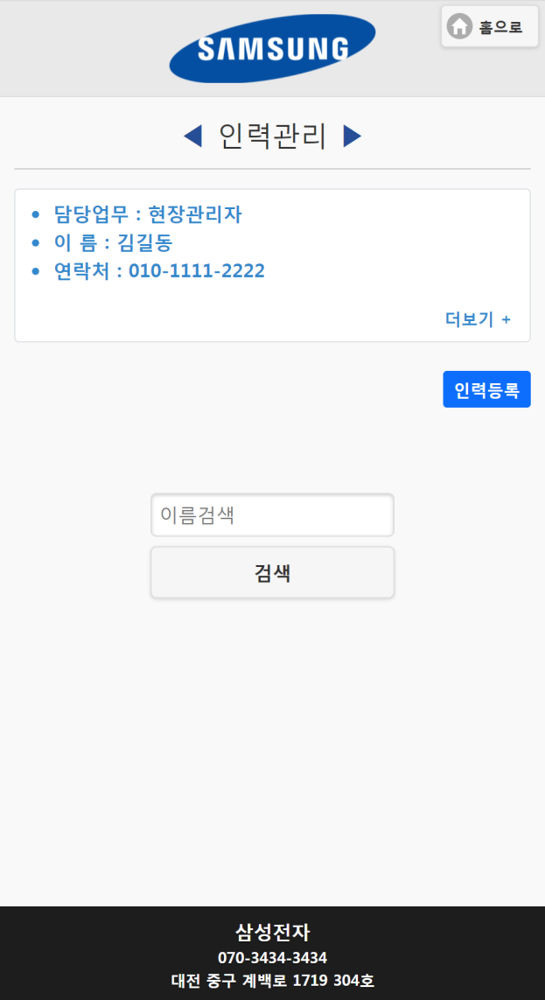 SAMSUNG
홈으로
◀ 인력관리 ▶
• 담당업무 : 현장관리자
• 이 름 : 김길동
• 연락처 : 010-1111-2222
더보기 +
인력등록
이름검색
검색
삼성전자
070-3434-3434
대전 중구 계백로 1719 304호